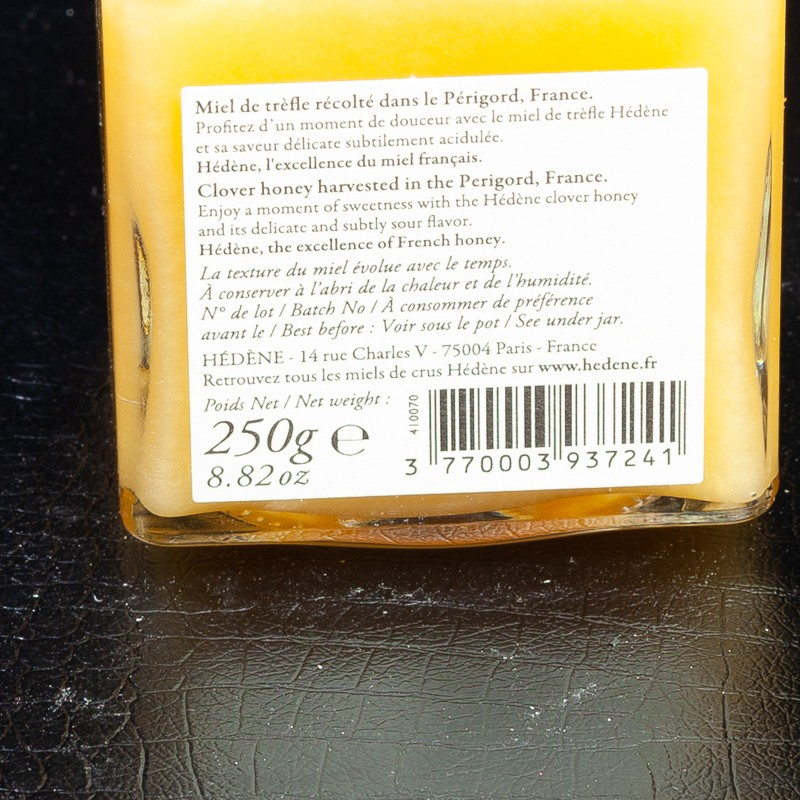 Miel de trèfle récolté dans le Périgord, France.
Profitez d'un moment de douceur avec le miel de trèfle Hédène
et sa saveur délicate subtilement acidulée.
Hédène, l'excellence du miel français.
Clover honey harvested in the Perigord, France.
Enjoy a moment of sweetness with the Hédène clover honey
and its delicate and subtly sour flavor.
Hédène, the excellence of French honey.
La texture du miel évolue avec le temps.
À conserver à l'abri de la chaleur et de l'humidité.
N° de lot / Batch No / À consommer de préférence
avant le / Best before : Voir sous le pot / See under jar.
HÉDÈNE - 14 rue Charles V - 75004 Paris - France
Retrouvez tous les miels de crus Hédène sur www.hedene.fr
Poids Net / Net weight :
250g ℮
8.82oz
410070
3 770003 937241